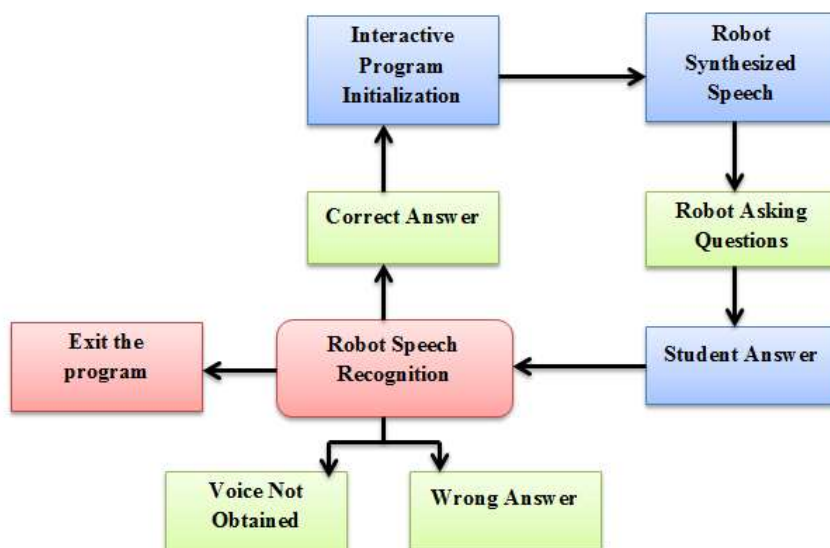 Interactive
Program
Initialization
Robot
Synthesized
Speech
Correct Answer
Robot Asking
Questions
Exit the
program
Robot Speech
Recognition
Student Answer
Voice Not
Obtained
Wrong Answer